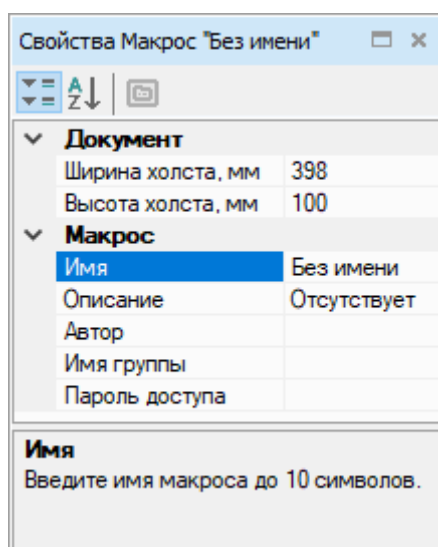 Свойства Макрос "Без имени"
A
Z
Документ
Ширина холста, мм 398
Высота холста, мм 100
Макрос
Имя Без имени
Описание Отсутствует
Автор
Имя группы
Пароль доступа
Имя
Введите имя макроса до 10 символов.